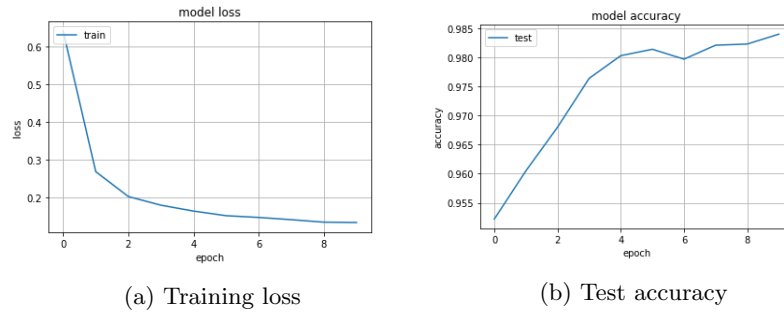 model loss
train
0.6
0.5
0.4
0.3
0.2
loss
0 2 4 6 8
epoch
(a) Training loss
model accuracy
test
0.985
0.980
0.975
0.970
0.965
0.960
0.955
accuracy
0 2 4 6 8
epoch
(b) Test accuracy